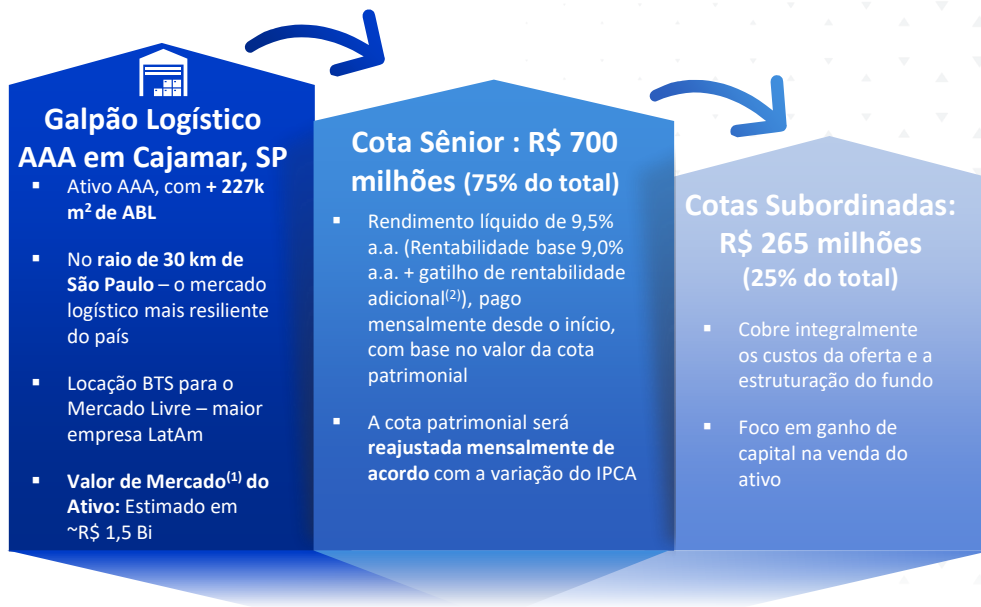 Galpão Logístico
AAA em Cajamar, SP
▪ Ativo AAA, com + 227k
m² de ABL
▪ No raio de 30 km de
São Paulo – o mercado
logístico mais resiliente
do país
▪ Locação BTS para o
Mercado Livre – maior
empresa LatAm
▪ Valor de Mercado⁽¹⁾ do
Ativo: Estimado em
~R$ 1,5 Bi
Cota Sênior : R$ 700
milhões (75% do total)
▪ Rendimento líquido de 9,5%
a.a. (Rentabilidade base 9,0%
a.a. + gatilho de rentabilidade
adicional⁽²⁾), pago
mensalmente desde o início,
com base no valor da cota
patrimonial
▪ A cota patrimonial será
reajustada mensalmente de
acordo com a variação do IPCA
Cotas Subordinadas:
R$ 265 milhões
(25% do total)
▪ Cobre integralmente
os custos da oferta e a
estruturação do fundo
▪ Foco em ganho de
capital na venda do
ativo